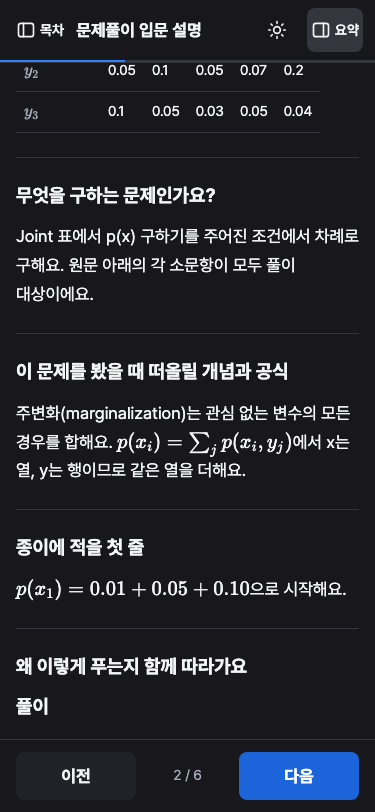 목차 문제풀이 입문 설명 요약
y₂ 0.05 0.1 0.05 0.07 0.2
y₃ 0.1 0.05 0.03 0.05 0.04
무엇을 구하는 문제인가요?
Joint 표에서 p(x) 구하기를 주어진 조건에서 차례로
구해요. 원문 아래의 각 소문항이 모두 풀이
대상이에요.
이 문제를 봤을 때 떠올릴 개념과 공식
주변화(marginalization)는 관심 없는 변수의 모든
경우를 합해요. p(xᵢ) = ∑ⱼ p(xᵢ, yⱼ)에서 x는
열, y는 행이므로 같은 열을 더해요.
종이에 적을 첫 줄
p(x₁) = 0.01 + 0.05 + 0.10으로 시작해요.
왜 이렇게 푸는지 함께 따라가요
풀이
이전 2 / 6 다음